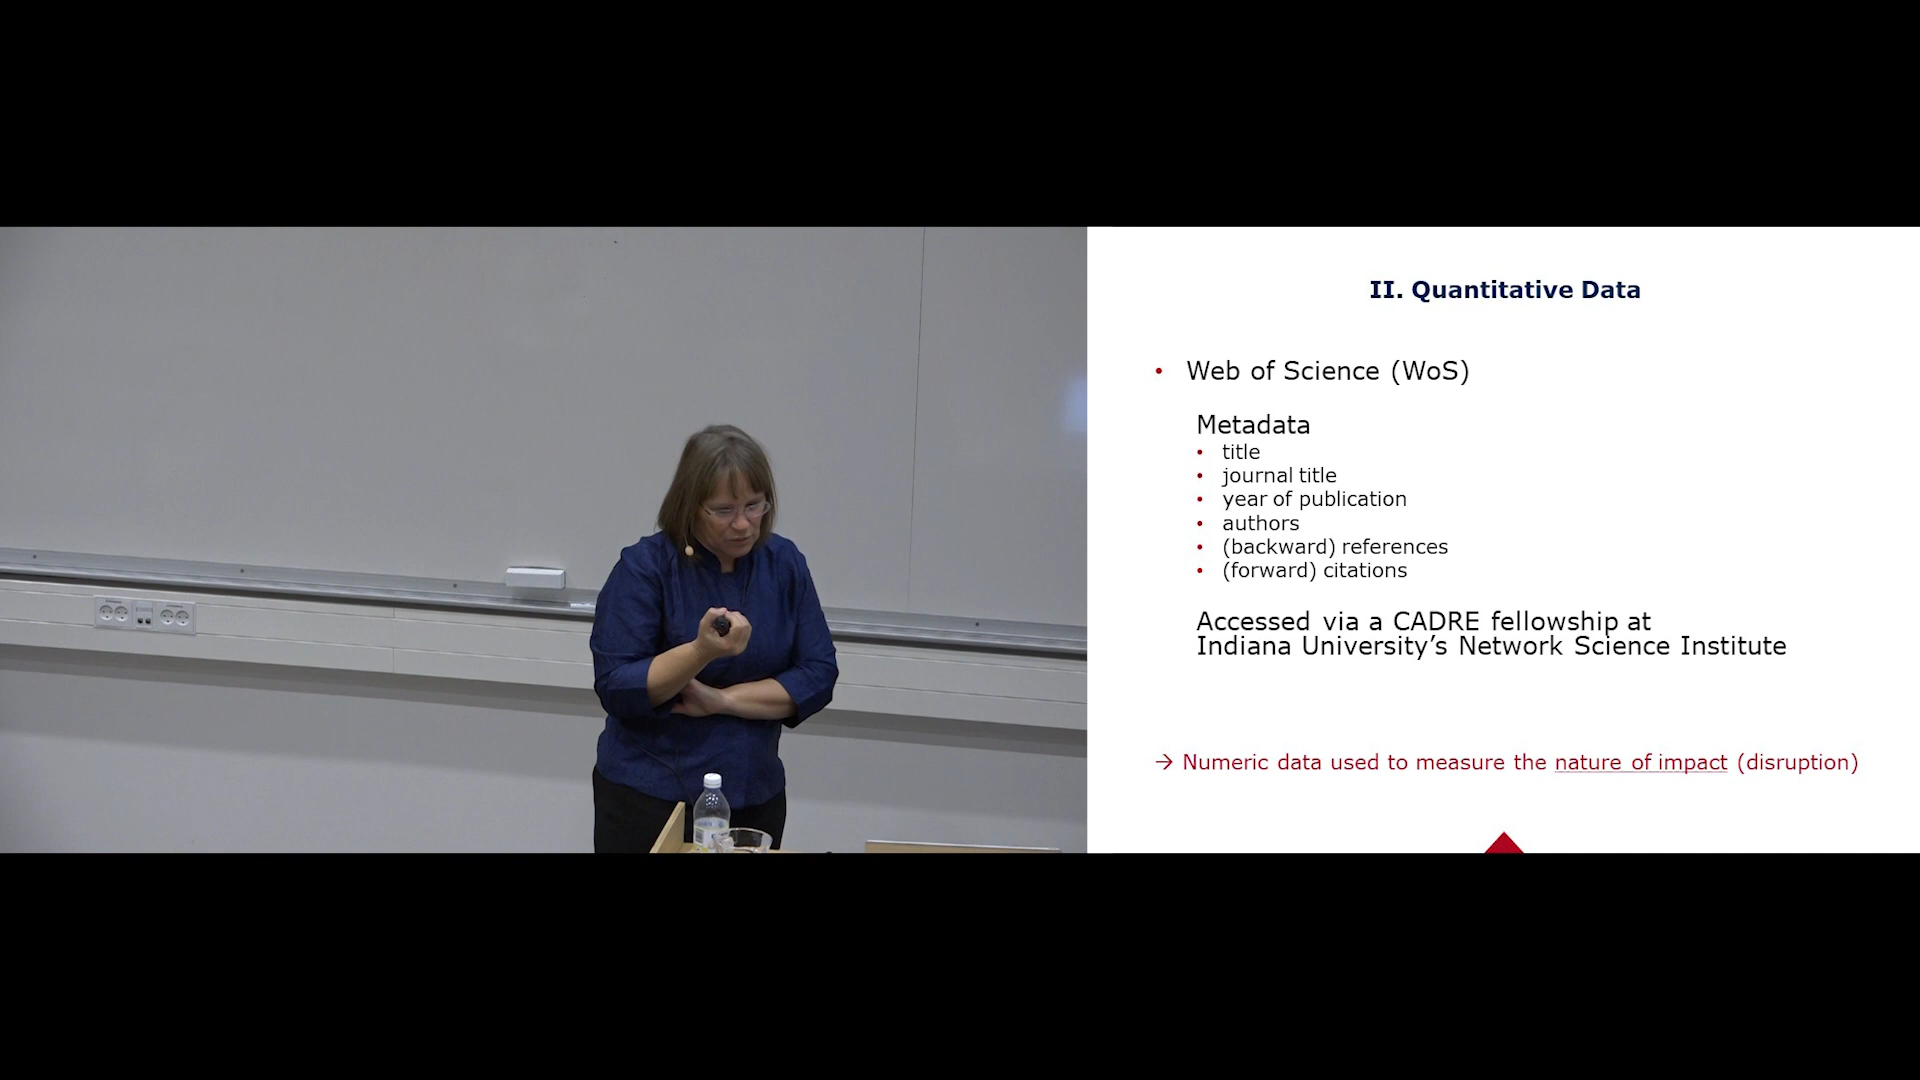 II. Quantitative Data
• Web of Science (WoS)
Metadata
• title
• journal title
• year of publication
• authors
• (backward) references
• (forward) citations
Accessed via a CADRE fellowship at
Indiana University’s Network Science Institute
→ Numeric data used to measure the nature of impact (disruption)